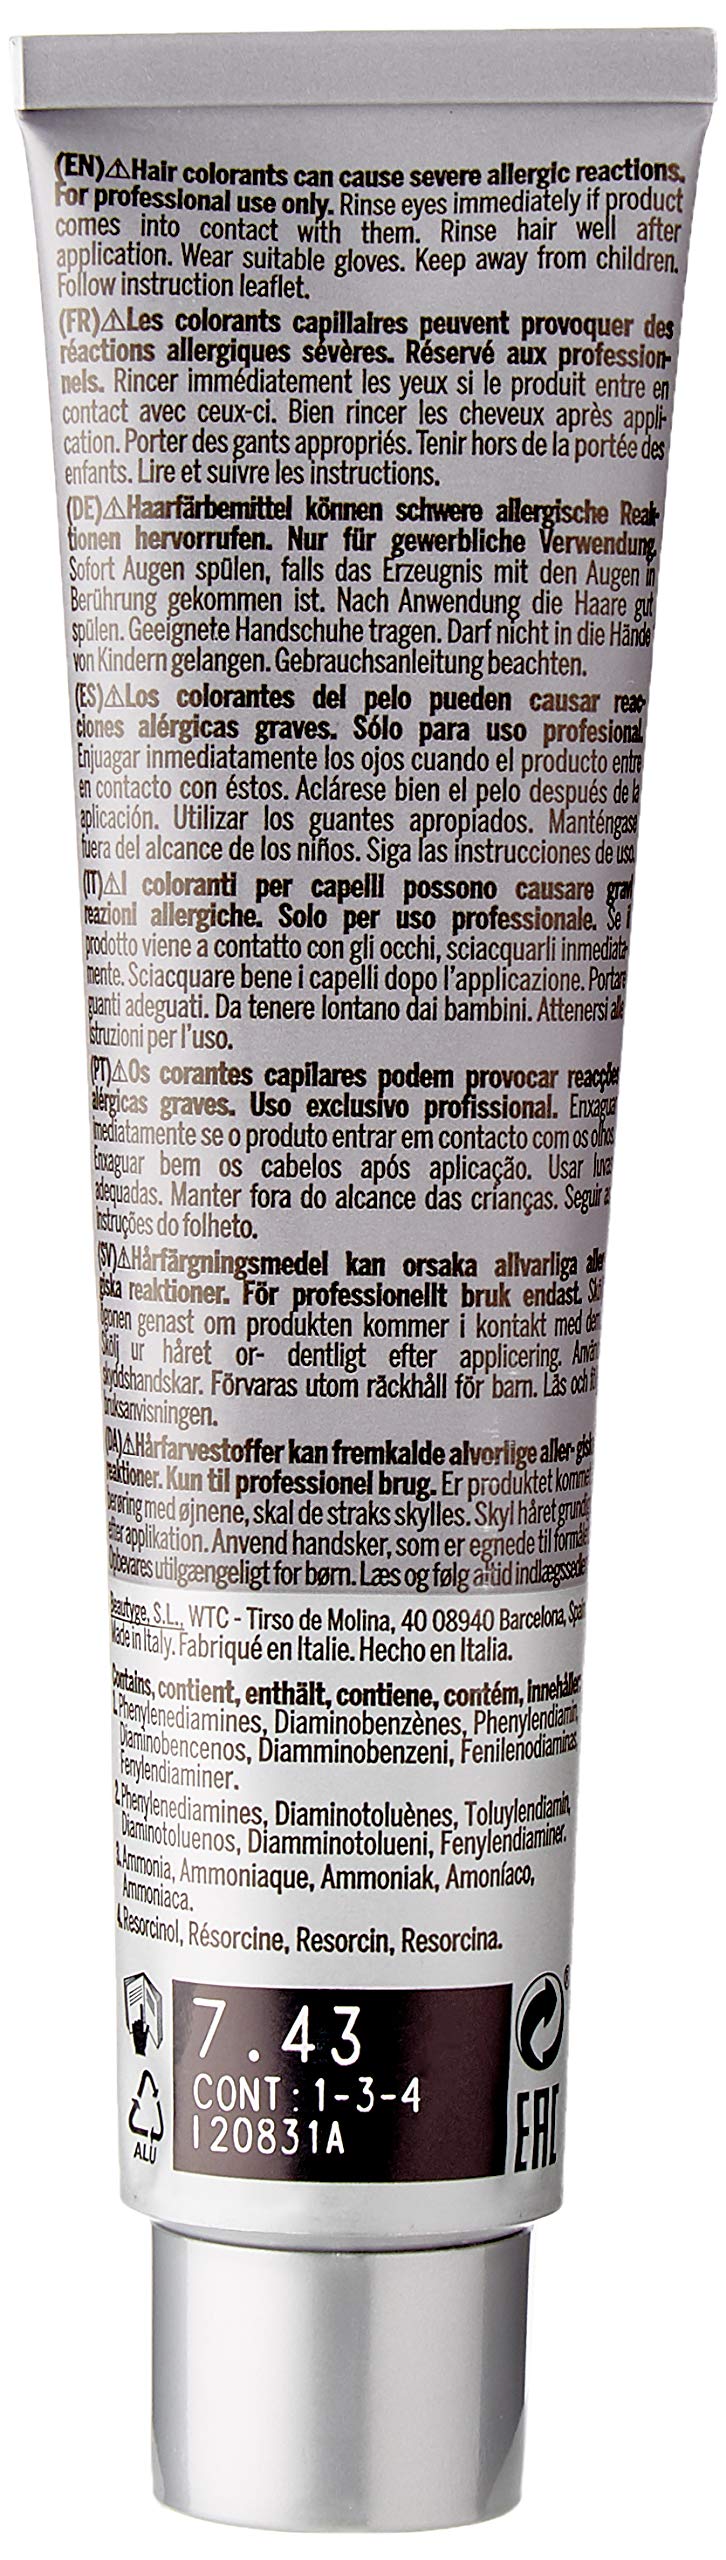 (EN)⚠Hair colorants can cause severe allergic reactions.
For professional use only. Rinse eyes immediately if product
comes into contact with them. Rinse hair well after
application. Wear suitable gloves. Keep away from children.
Follow instruction leaflet.
(FR)⚠Les colorants capillaires peuvent provoquer des
réactions allergiques sévères. Réservé aux profession-
nels. Rincer immédiatement les yeux si le produit entre en
contact avec ceux-ci. Bien rincer les cheveux après appli-
cation. Porter des gants appropriés. Tenir hors de la portée des
enfants. Lire et suivre les instructions.
(DE)⚠Haarfärbemittel können schwere allergische Reak-
tionen hervorrufen. Nur für gewerbliche Verwendung.
Sofort Augen spülen, falls das Erzeugnis mit den Augen in
Berührung gekommen ist. Nach Anwendung die Haare gut
spülen. Geeignete Handschuhe tragen. Darf nicht in die Hände
von Kindern gelangen. Gebrauchsanleitung beachten.
(ES)⚠Los colorantes del pelo pueden causar reac-
ciones alérgicas graves. Sólo para uso profesional.
Enjuagar inmediatamente los ojos cuando el producto entre
en contacto con éstos. Aclárese bien el pelo después de la
aplicación. Utilizar los guantes apropiados. Manténgase
fuera del alcance de los niños. Siga las instrucciones de uso.
(IT)⚠I coloranti per capelli possono causare gravi
reazioni allergiche. Solo per uso professionale. Se i
prodotto viene a contatto con gli occhi, sciacquarli inmediata-
mente. Sciacquare bene i capelli dopo l'applicazione. Portare
guanti adeguati. Da tenere lontano dai bambini. Attenersi alle
istruzioni per l'uso.
(PT)⚠Os corantes capilares podem provocar reacções
alérgicas graves. Uso exclusivo profissional. Enxaguar
imediatamente se o produto entrar em contacto com os olhos.
Enxaguar bem os cabelos após aplicação. Usar luvas
adequadas. Manter fora do alcance das crianças. Seguir as
instruções do folheto.
(SV)⚠Hårfärgningsmedel kan orsaka allvarliga aller-
giska reaktioner. För professionellt bruk endast. Skölj
ögonen genast om produkten kommer i kontakt med dem.
Skölj ur håret or- dentligt efter applicering. Använd
skyddshandskar. Förvaras utom räckhåll för barn. Läs och föl
bruksanvisningen.
(DA)⚠Hårfarvestoffer kan fremkalde alvorlige aller- giske
reaktioner. Kun til professionel brug. Er produktet kommet
berøring med øjnene, skal de straks skylles. Skyl håret grundigt
efter applikation. Anvend handsker, som er egnede til formålet.
Opbevares utilgængeligt for børn. Læs og følg altid indlægssedlen
Beautyge, S.L., WTC - Tirso de Molina, 40 08940 Barcelona, Spain
Made in Italy. Fabriqué en Italie. Hecho en Italia.
Contains, contient, enthält, contiene, contém, innehåller:
1. Phenylenediamines, Diaminobenzènes, Phenylendiamin,
Diaminobencenos, Diamminobenzeni, Fenilenodiaminas,
Fenylendiaminer.
2. Phenylenediamines, Diaminotoluènes, Toluylendiamin,
Diaminotoluenos, Diamminotolueni, Fenylendiaminer.
3. Ammonia, Ammoniaque, Ammoniak, Amoníaco,
Ammoniaca.
4. Resorcinol, Résorcine, Resorcin, Resorcina.
7.43
CONT: 1-3-4
120831A
ALU
EAC
®